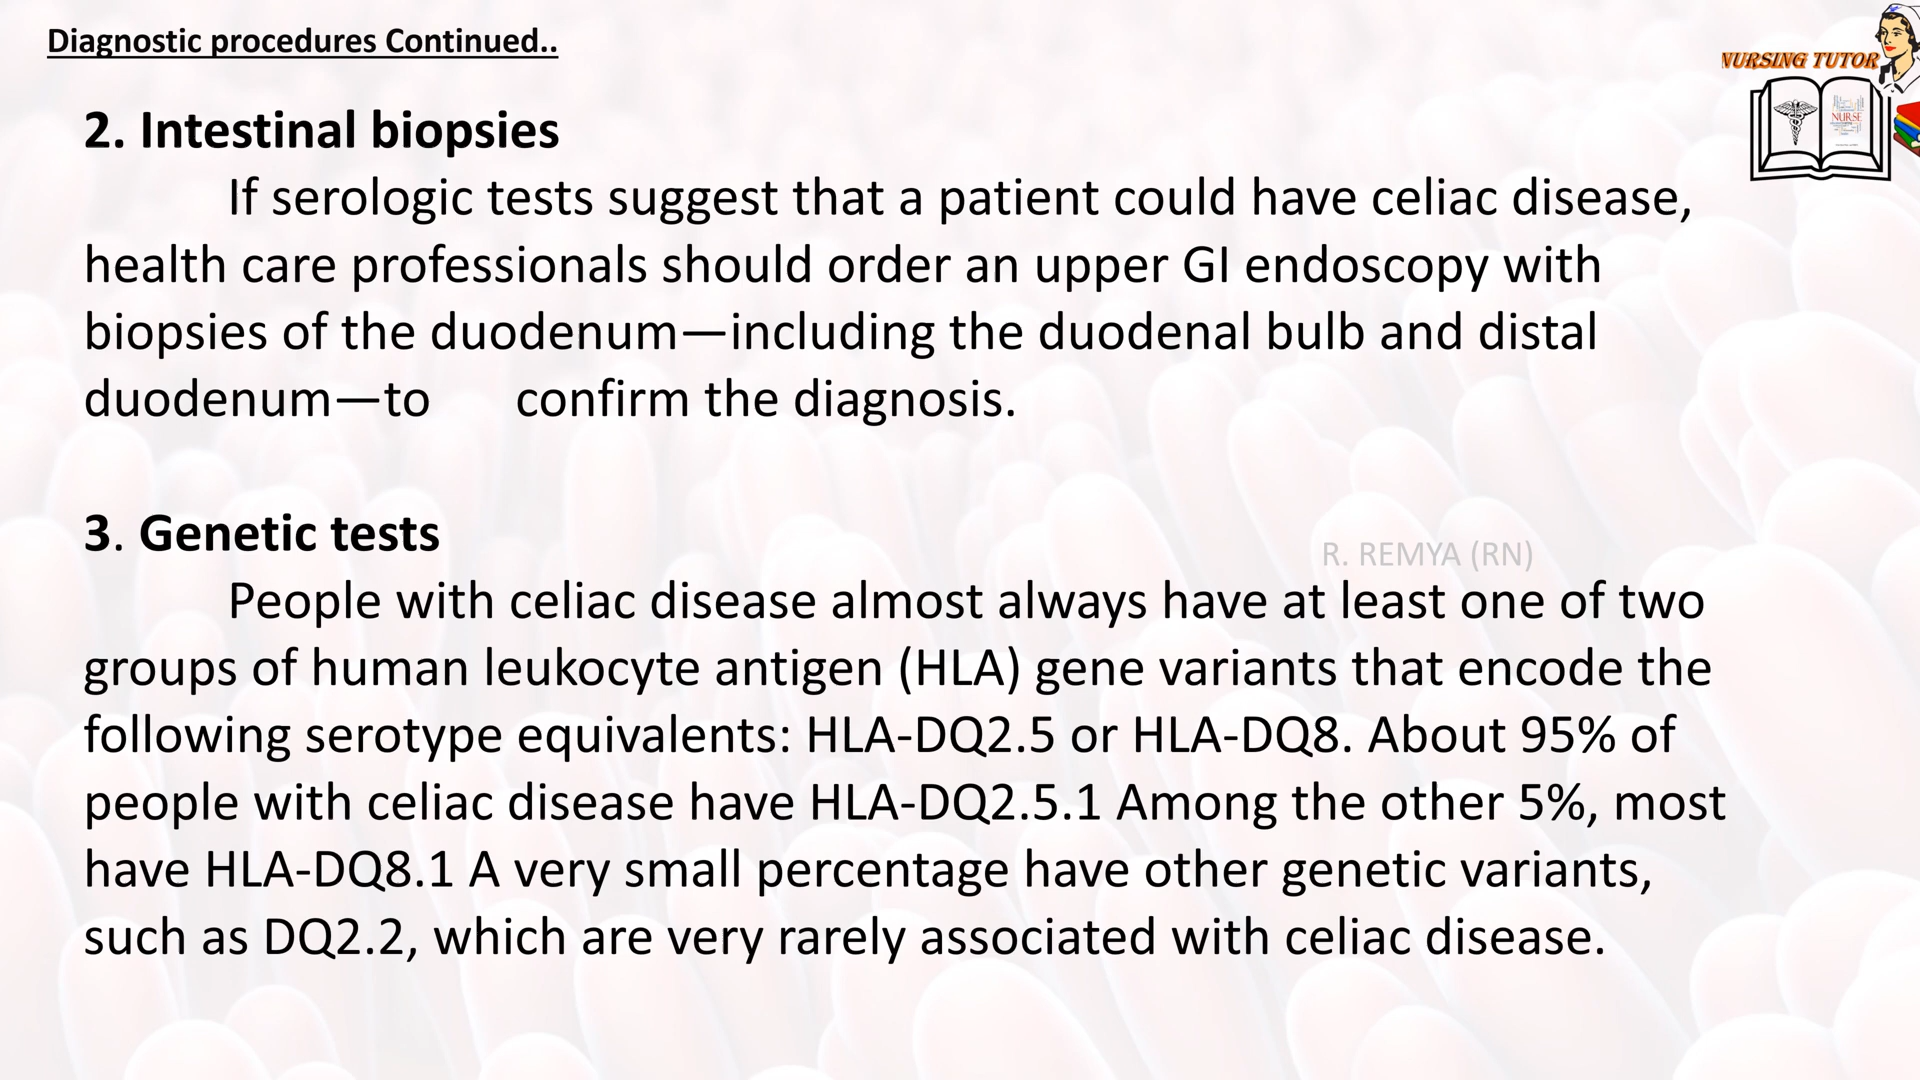 Diagnostic procedures Continued..
NURSING TUTOR
NURSE
2. Intestinal biopsies
If serologic tests suggest that a patient could have celiac disease,
health care professionals should order an upper GI endoscopy with
biopsies of the duodenum—including the duodenal bulb and distal
duodenum—to confirm the diagnosis.
3. Genetic tests
R. REMYA (RN)
People with celiac disease almost always have at least one of two
groups of human leukocyte antigen (HLA) gene variants that encode the
following serotype equivalents: HLA-DQ2.5 or HLA-DQ8. About 95% of
people with celiac disease have HLA-DQ2.5.1 Among the other 5%, most
have HLA-DQ8.1 A very small percentage have other genetic variants,
such as DQ2.2, which are very rarely associated with celiac disease.